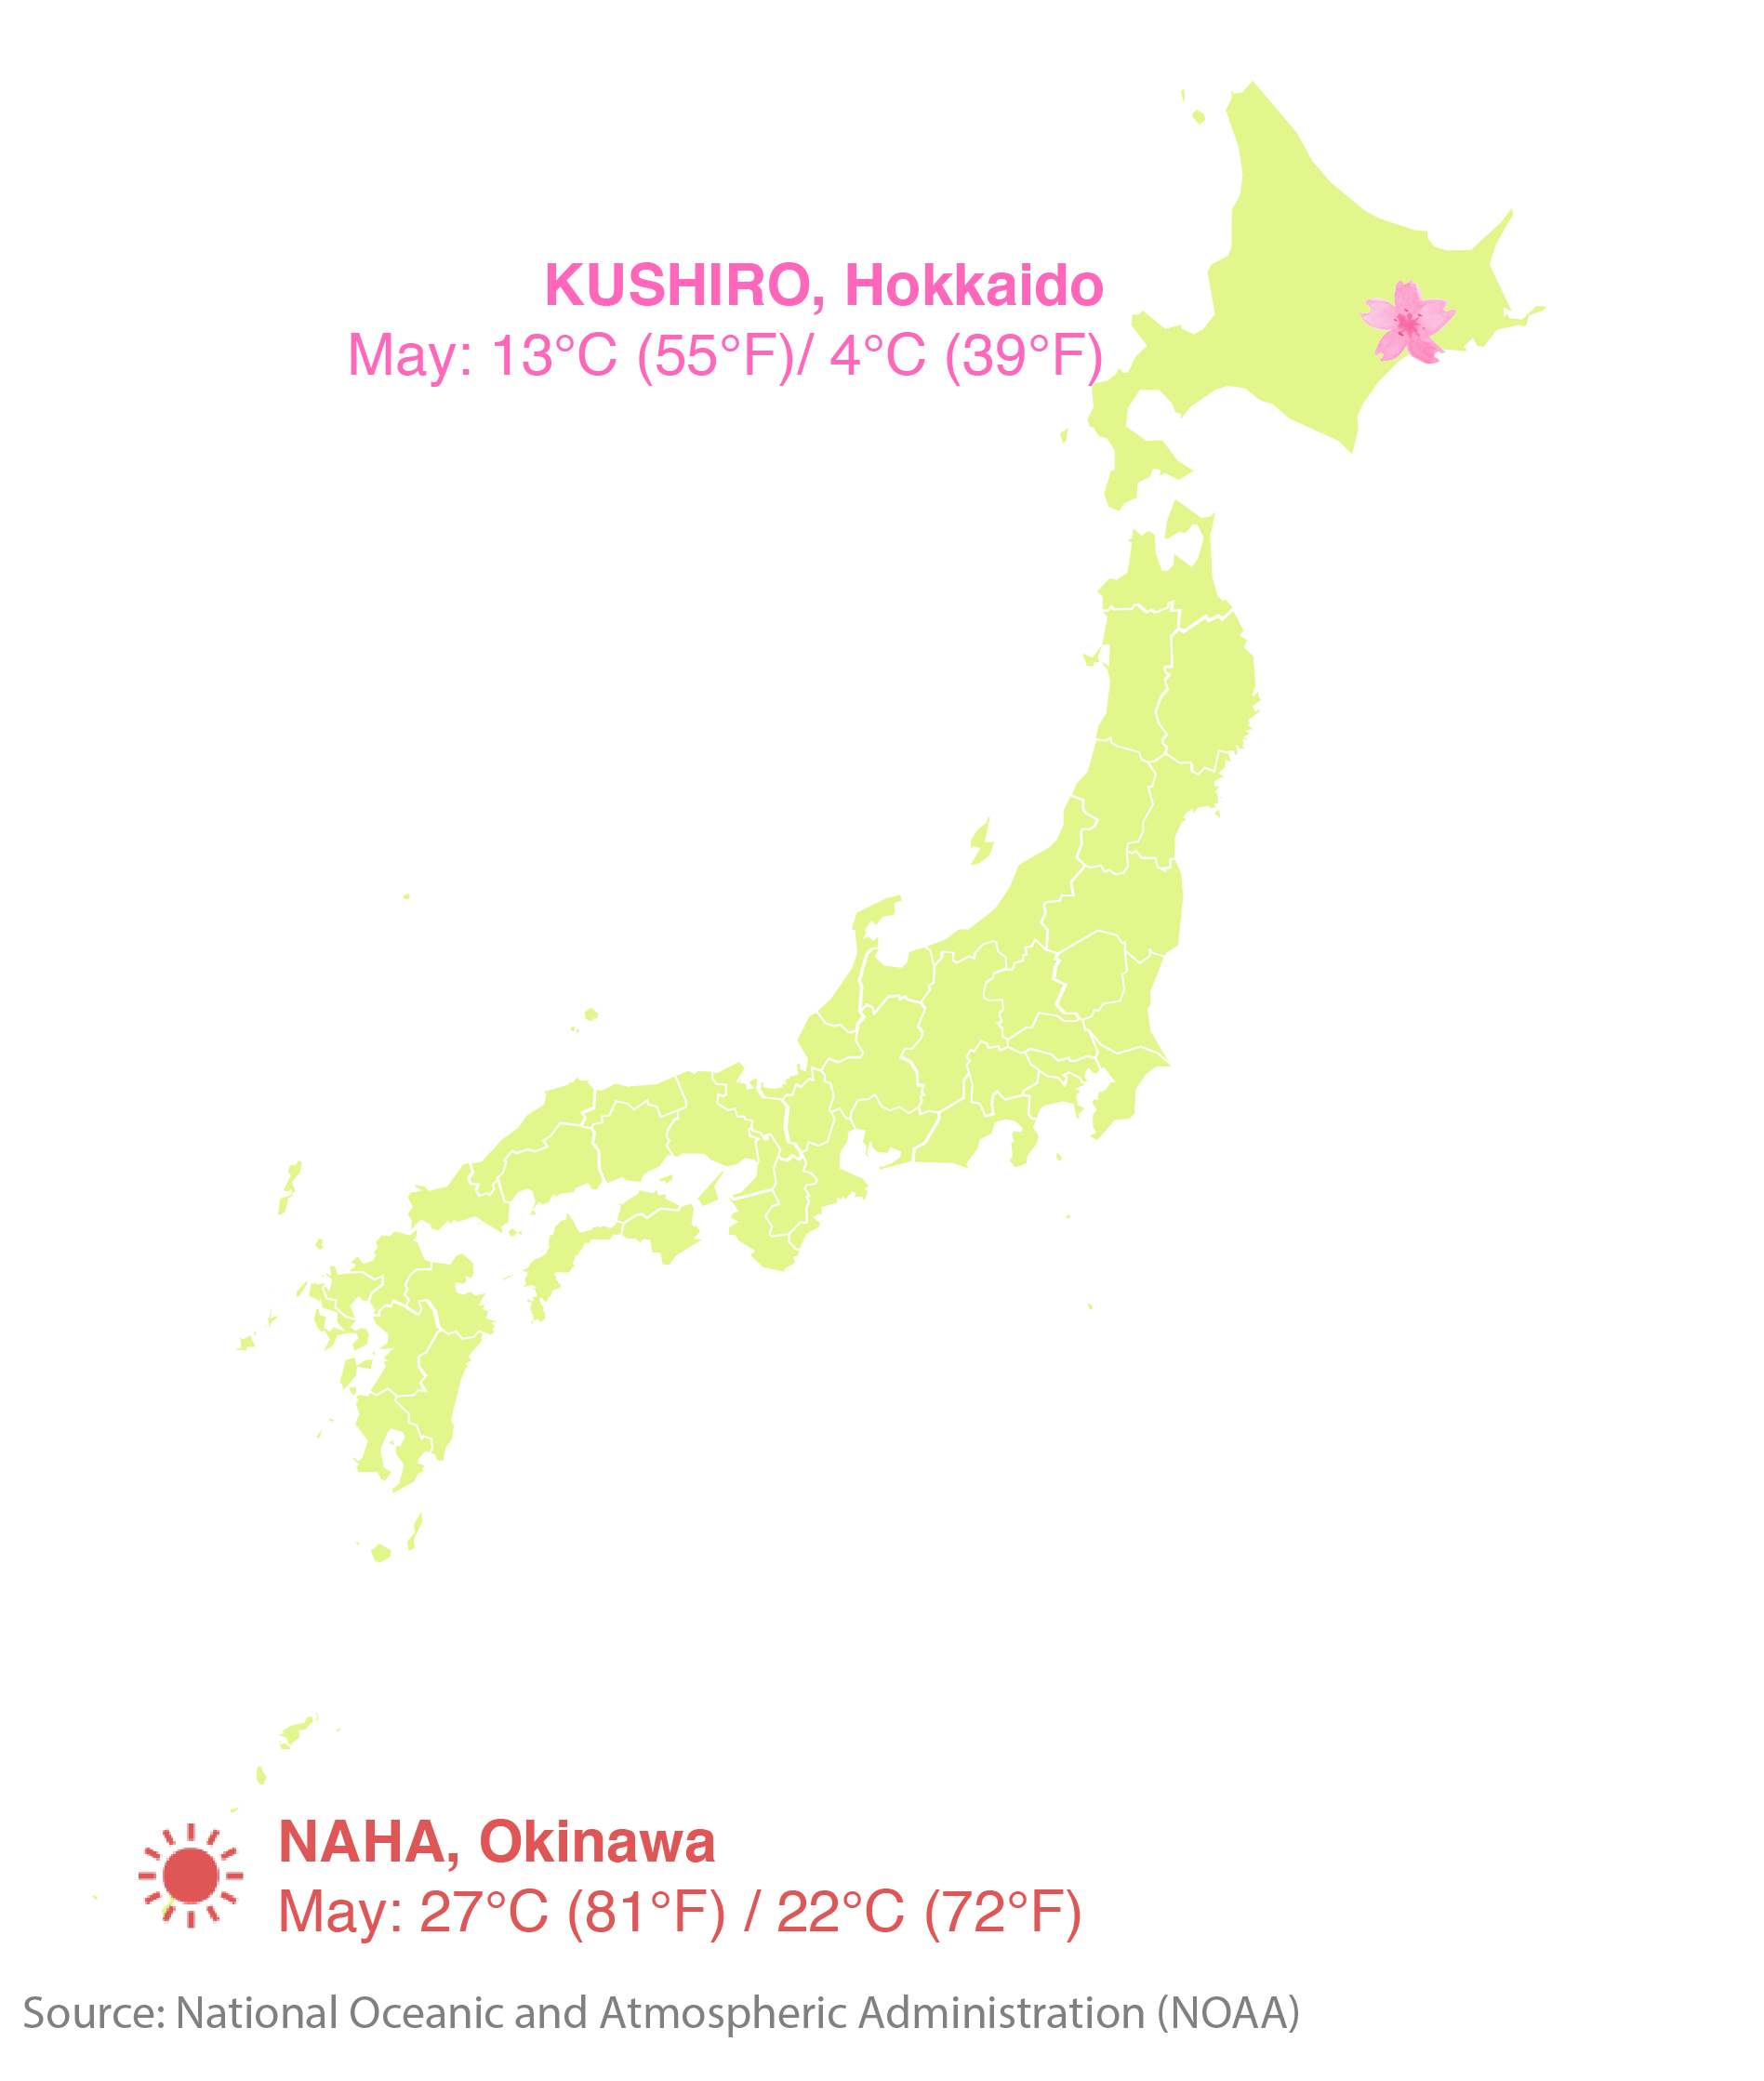 KUSHIRO, Hokkaido
May: 13°C (55°F)/ 4°C (39°F)
NAHA, Okinawa
May: 27°C (81°F) / 22°C (72°F)
Source: National Oceanic and Atmospheric Administration (NOAA)